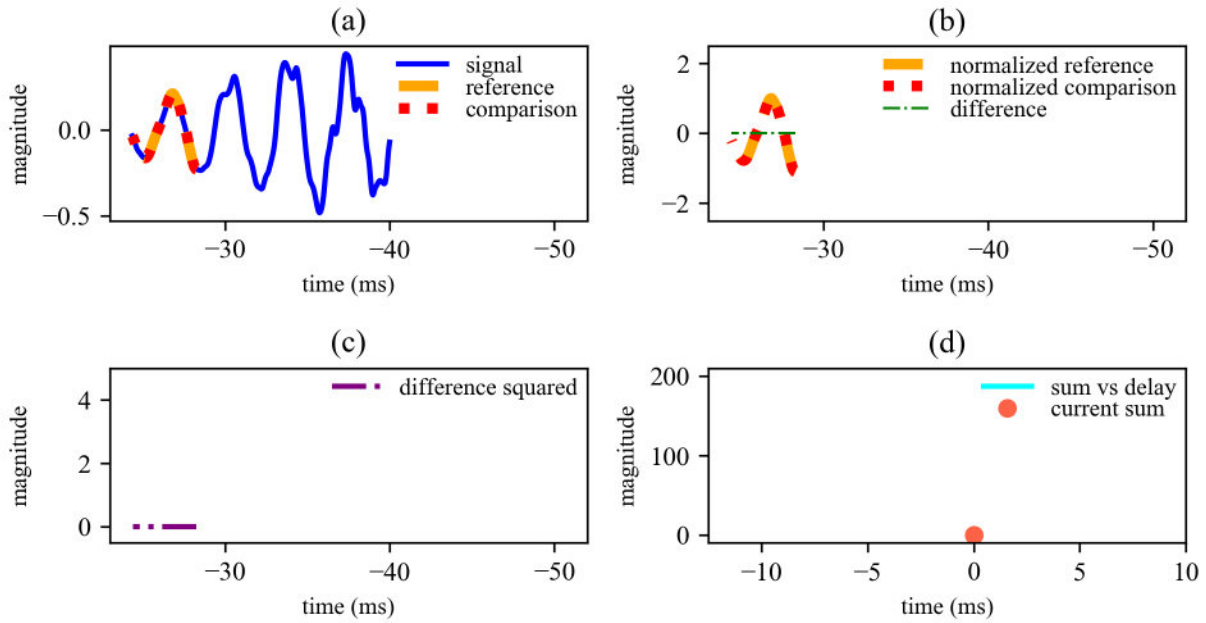 (a)
magnitude
0.0
−0.5
signal
reference
comparison
−30
−40
−50
time (ms)
(b)
magnitude
2
0
−2
normalized reference
normalized comparison
difference
−30
−40
−50
time (ms)
(c)
magnitude
4
2
0
difference squared
−30
−40
−50
time (ms)
(d)
magnitude
200
100
0
sum vs delay
current sum
−10
−5
0
5
10
time (ms)